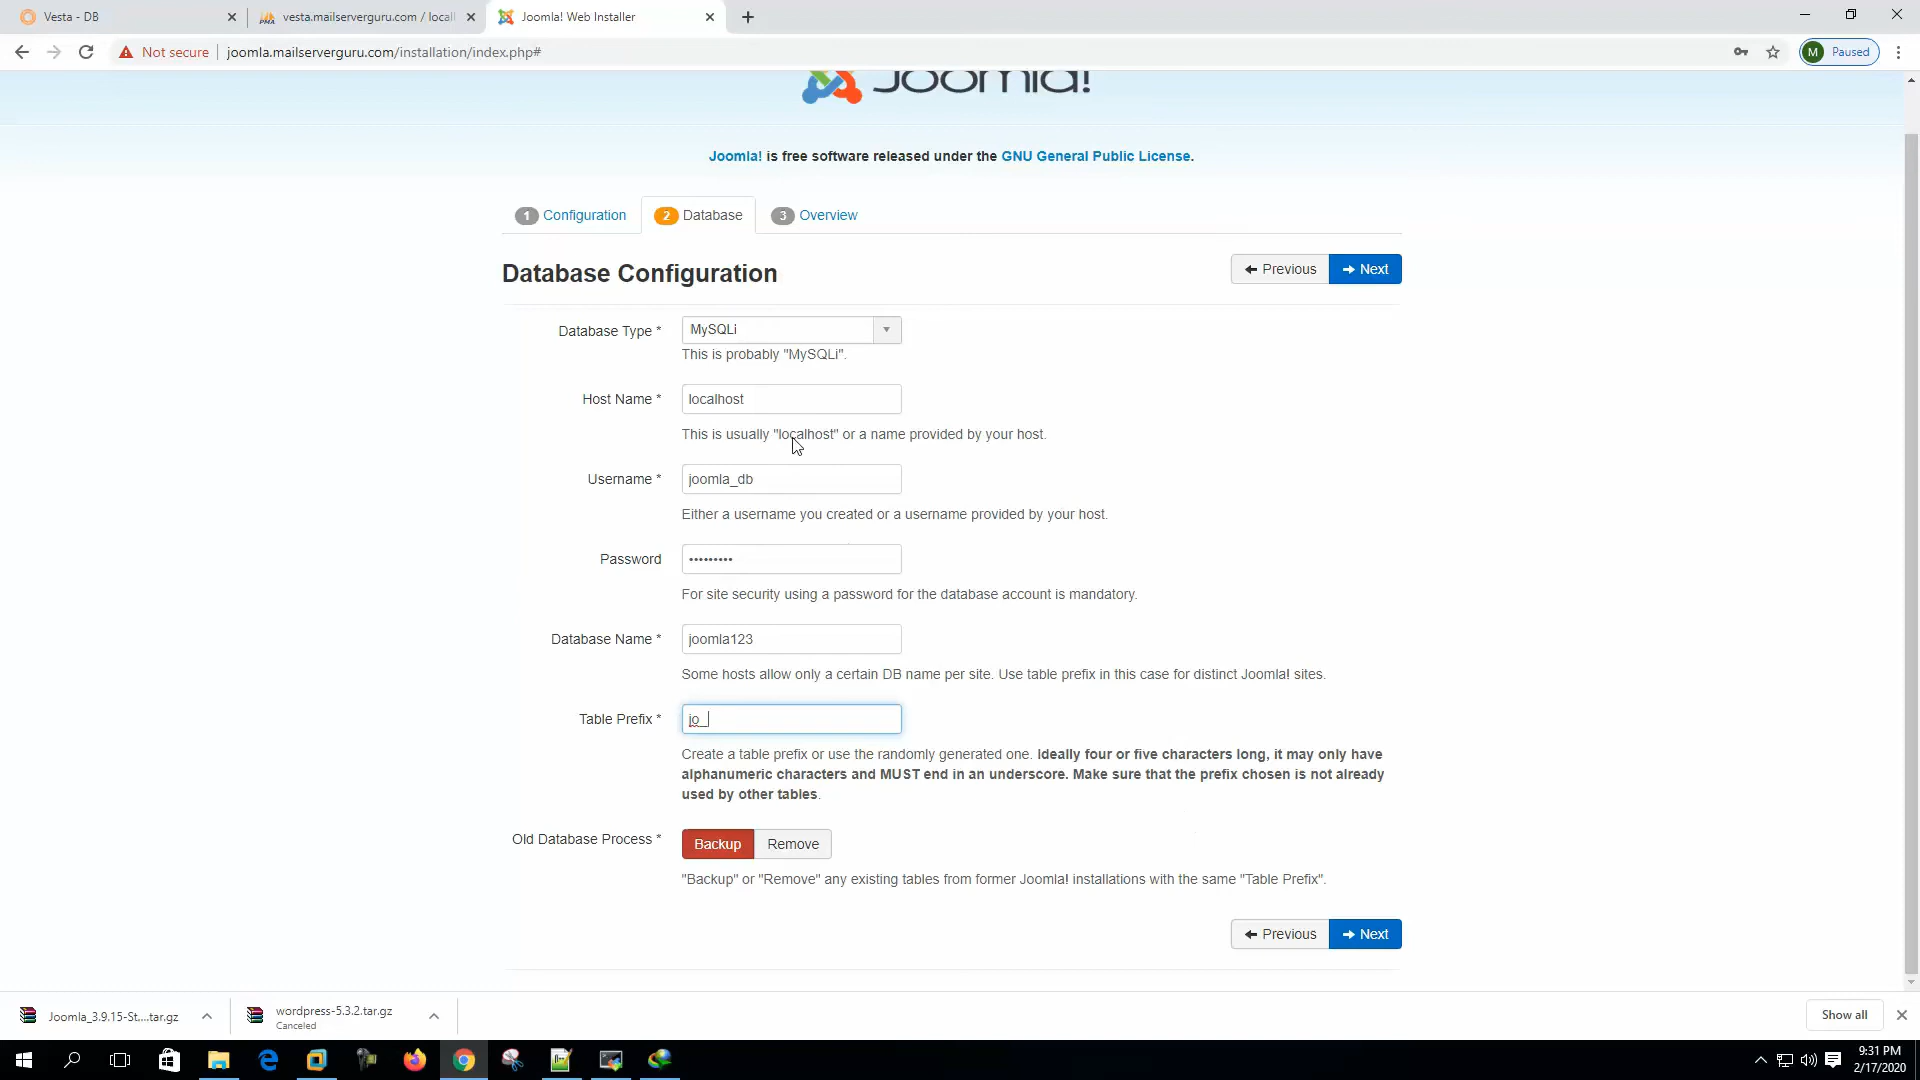 Vesta - DB
vesta.mailserverguru.com / locall
Joomla! Web Installer
Not secure
joomla.mailserverguru.com/installation/index.php#
M
Paused
Joomla!
Joomla! is free software released under the GNU General Public License.
1 Configuration
2 Database
3 Overview
Database Configuration
Previous
Next
Database Type *
MySQLi
This is probably "MySQLi".
Host Name *
localhost
This is usually "localhost" or a name provided by your host.
Username *
joomla_db
Either a username you created or a username provided by your host.
Password
•••••••••
For site security using a password for the database account is mandatory.
Database Name *
joomla123
Some hosts allow only a certain DB name per site. Use table prefix in this case for distinct Joomla! sites.
Table Prefix *
jo_
Create a table prefix or use the randomly generated one. Ideally four or five characters long, it may only have
alphanumeric characters and MUST end in an underscore. Make sure that the prefix chosen is not already
used by other tables.
Old Database Process *
Backup
Remove
"Backup" or "Remove" any existing tables from former Joomla! installations with the same "Table Prefix".
Previous
Next
Joomla_3.9.15-St....tar.gz
wordpress-5.3.2.tar.gz
Canceled
Show all
9:31 PM
2/17/2020